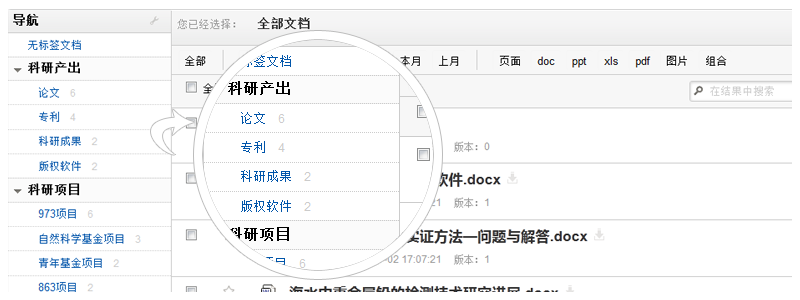 导航
无标签文档
科研产出
论文 6
专利 4
科研成果 2
版权软件 2
科研项目
973项目 6
自然科学基金项目 3
青年基金项目 2
863项目 2
您已经选择： 全部文档
全部 本月 上月 页面 doc ppt xls pdf 图片 组合
在结果中搜索
标签文档
科研产出
论文 6
专利 4
科研成果 2
版权软件 2
科研项目
项目 6
版本：0
软件.docx
21 版本：1
实证方法—问题与解答.docx
-02 17:07:21 版本：1